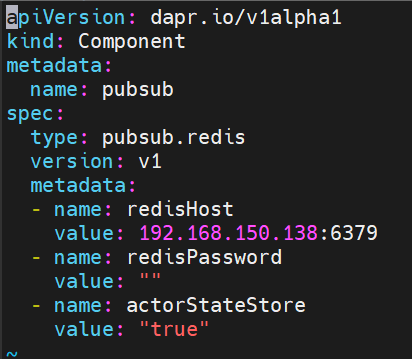 apiVersion: dapr.io/v1alpha1
kind: Component
metadata:
  name: pubsub
spec:
  type: pubsub.redis
  version: v1
  metadata:
  - name: redisHost
    value: 192.168.150.138:6379
  - name: redisPassword
    value: ""
  - name: actorStateStore
    value: "true"
~